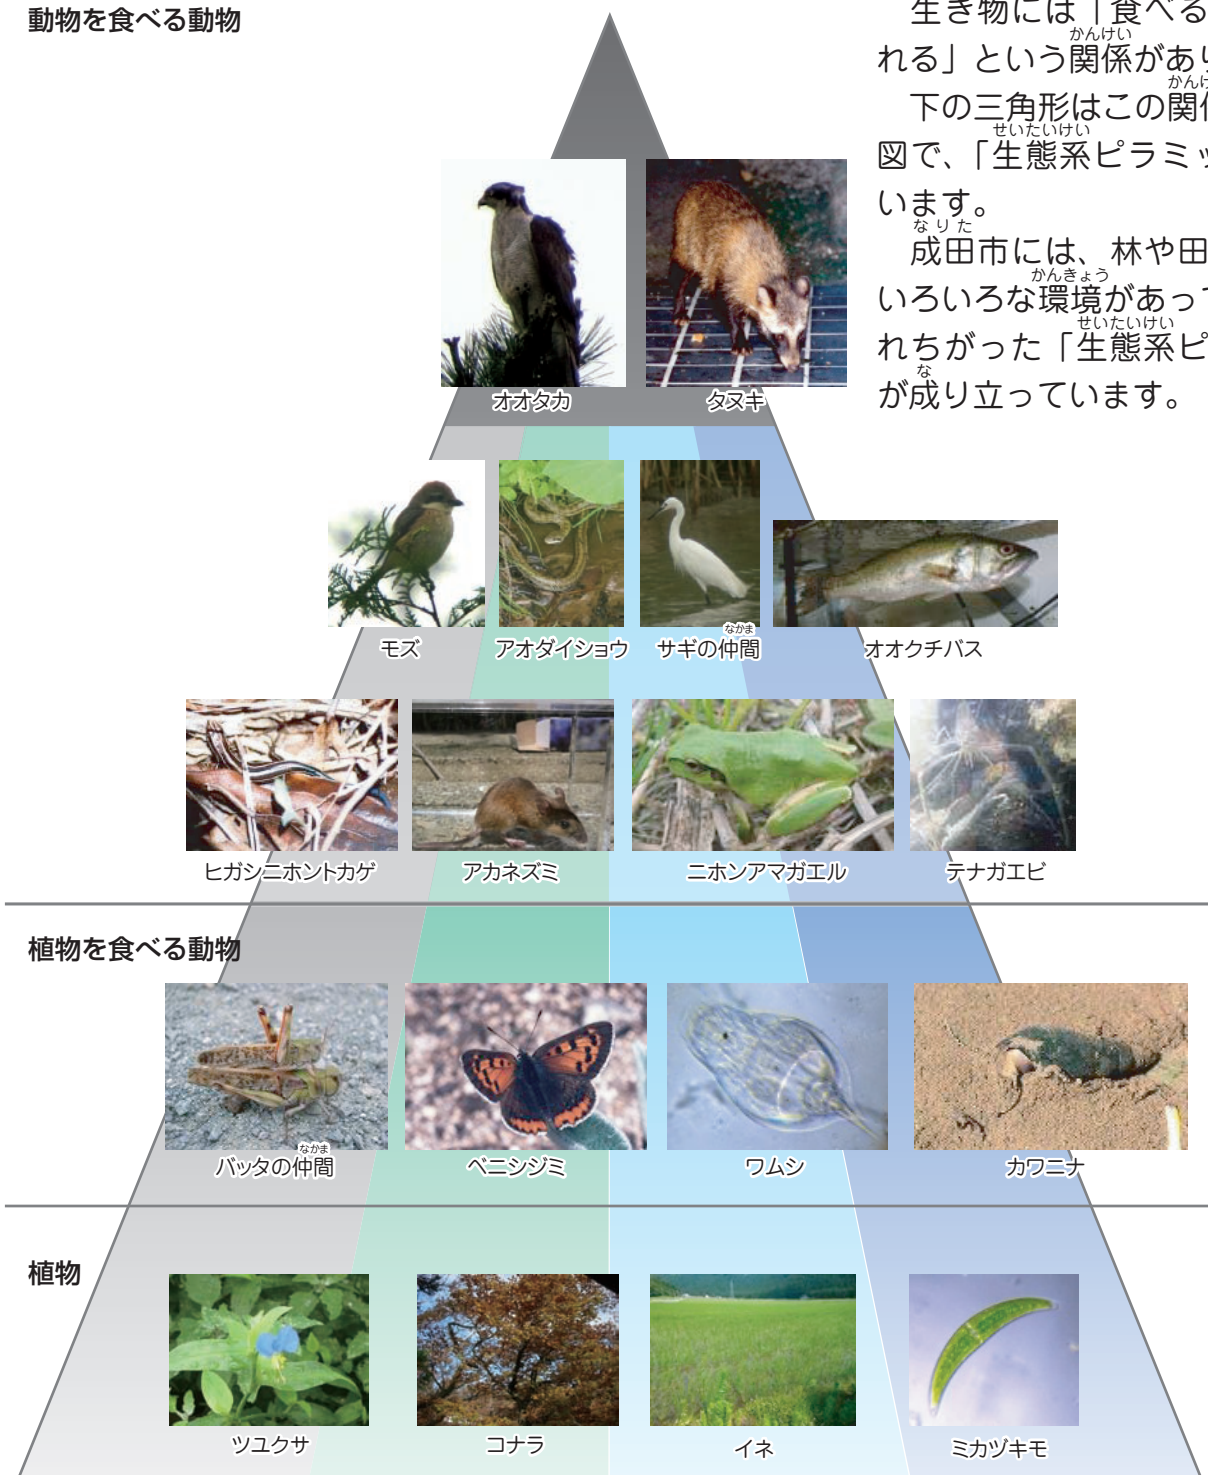 動物を食べる動物
生き物には「食べる
れる」という関係があ
下の三角形はこの関
図で、「生態系ピラミ
います。
成田市には、林や田
いろいろな環境があっ
れちがった「生態系ピ
が成り立っています。
オオタカ
タヌキ
モズ
アオダイショウ
サギの仲間
オオクチバス
ヒガシニホントカゲ
アカネズミ
ニホンアマガエル
テナガエビ
植物を食べる動物
バッタの仲間
ベニシジミ
ワムシ
カワニナ
植物
ツユクサ
コナラ
イネ
ミカヅキモ